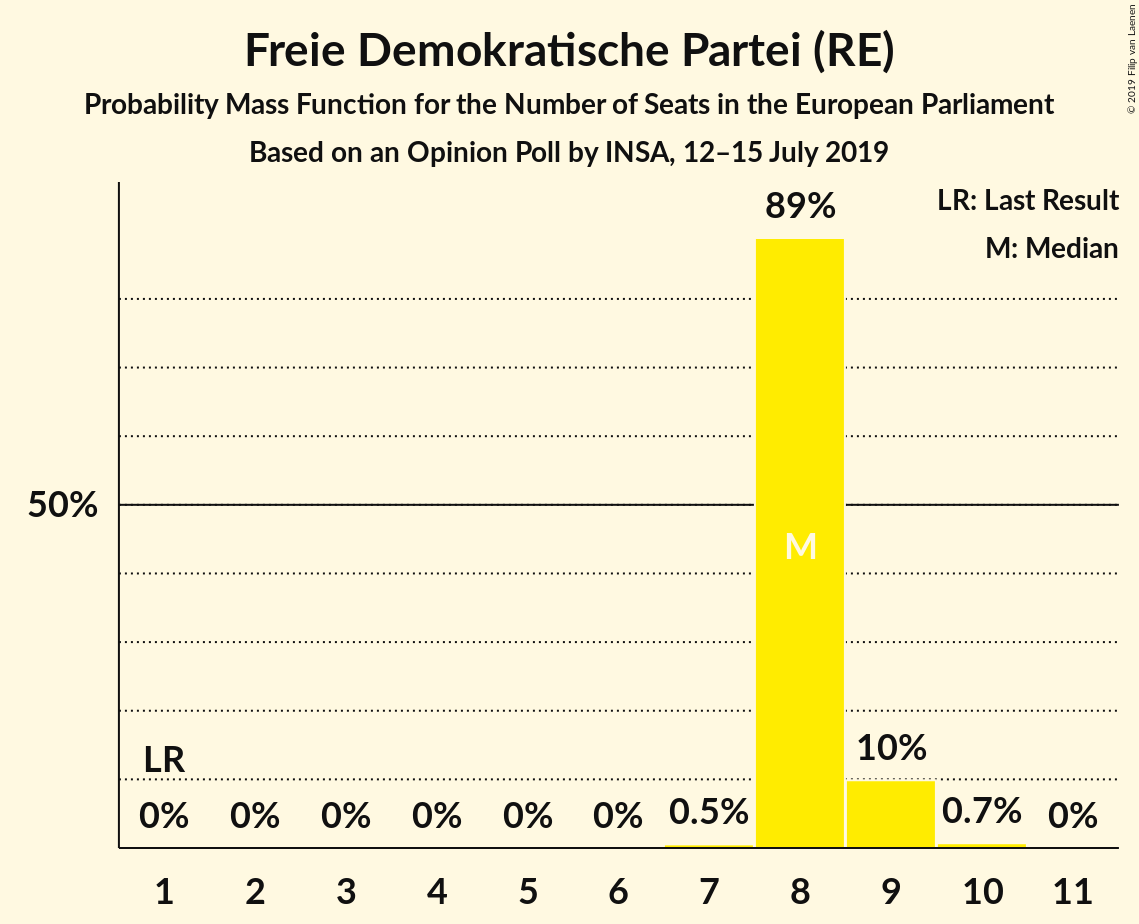 Freie Demokratische Partei (RE)
Probability Mass Function for the Number of Seats in the European Parliament
Based on an Opinion Poll by INSA, 12–15 July 2019
© 2019 Filip van Laenen
LR: Last Result
M: Median
89%
50%
M
LR
10%
0% 0% 0% 0% 0% 0% 0.5% 0.7% 0%
1 2 3 4 5 6 7 8 9 10 11